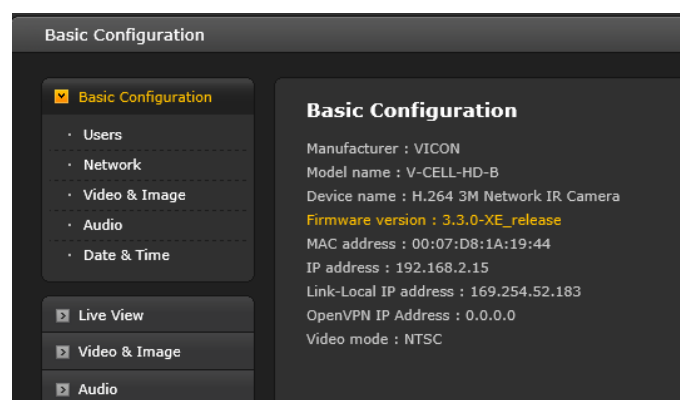 Basic Configuration
Basic Configuration
· Users
· Network
· Video & Image
· Audio
· Date & Time
Live View
Video & Image
Audio
Basic Configuration
Manufacturer : VICON
Model name : V-CELL-HD-B
Device name : H.264 3M Network IR Camera
Firmware version : 3.3.0-XE_release
MAC address : 00:07:D8:1A:19:44
IP address : 192.168.2.15
Link-Local IP address : 169.254.52.183
OpenVPN IP Address : 0.0.0.0
Video mode : NTSC